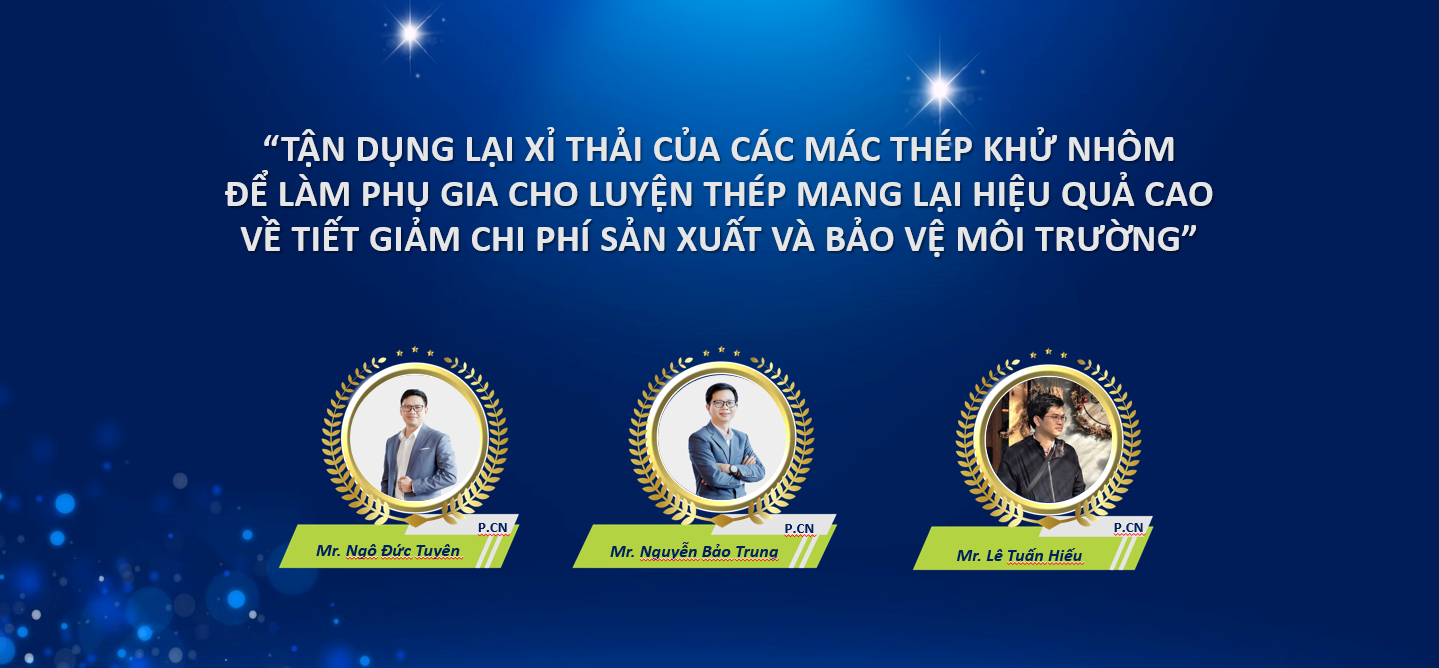 “TẬN DỤNG LẠI XỈ THẢI CỦA CÁC MÁC THÉP KHỬ NHÔM
ĐỂ LÀM PHỤ GIA CHO LUYỆN THÉP MANG LẠI HIỆU QUẢ CAO
VỀ TIẾT GIẢM CHI PHÍ SẢN XUẤT VÀ BẢO VỆ MÔI TRƯỜNG”
P.CN
Mr. Ngô Đức Tuyên
P.CN
Mr. Nguyễn Bảo Trung
P.CN
Mr. Lê Tuấn Hiếu